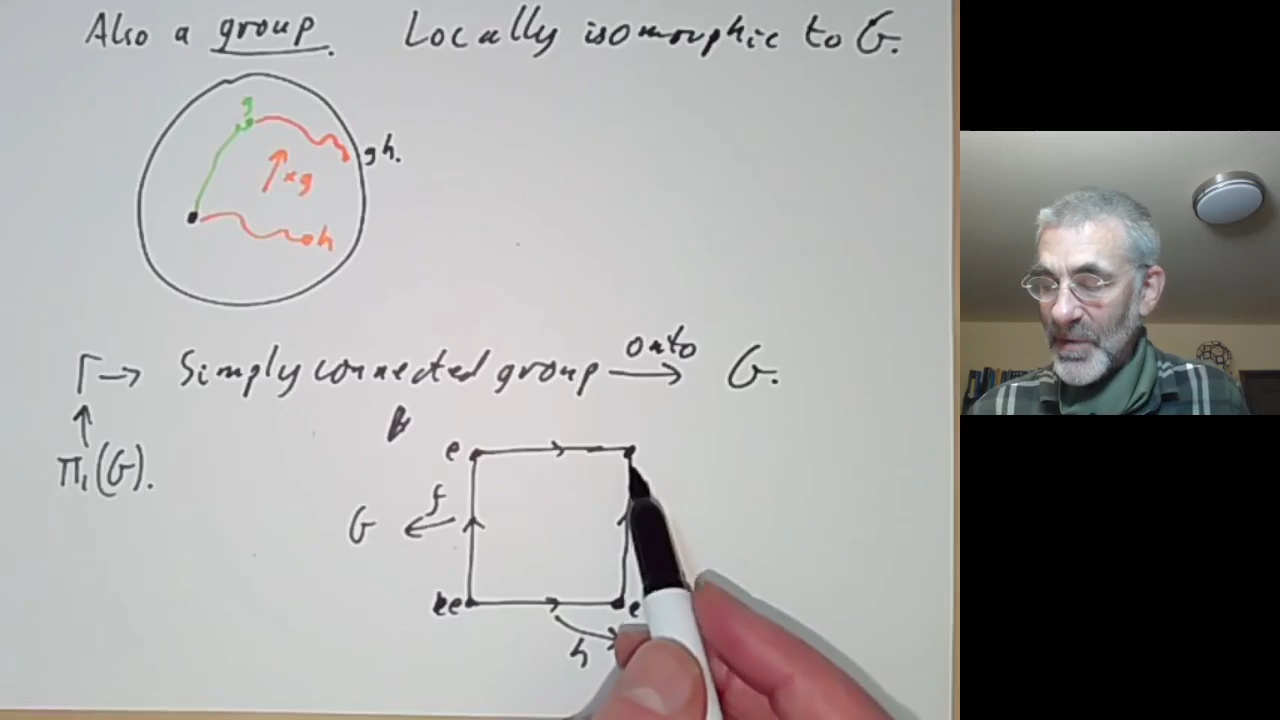 Also a group. Locally isomorphic to G.
g
gh.
×g
h
Γ → Simply connected group onto → G.
↑
π₁(G).
e
f
G ←
e e
h